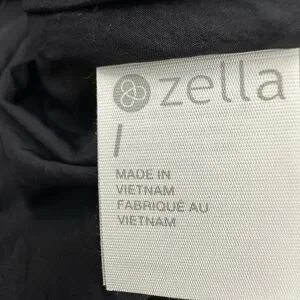 zella
l
MADE IN
VIETNAM
FABRIQUÉ AU
VIETNAM